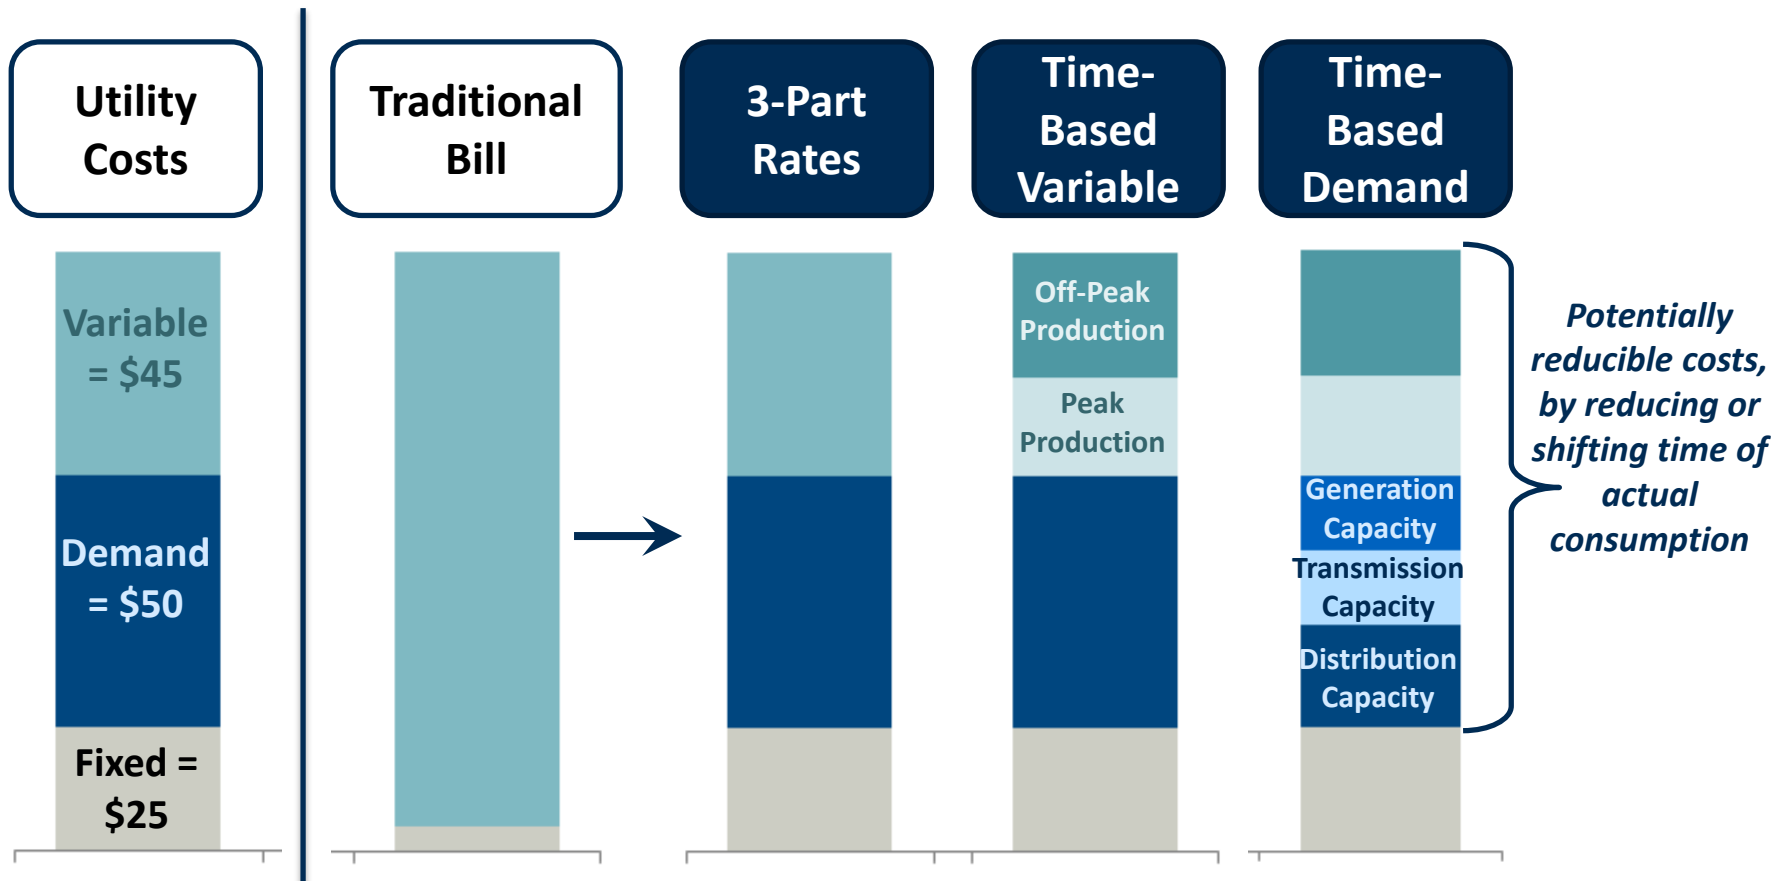 Utility
Costs
Traditional
Bill
3-Part
Rates
Time-
Based
Variable
Time-
Based
Demand
Variable
= $45
Demand
= $50
Fixed =
$25
Off-Peak
Production
Peak
Production
Generation
Capacity
Transmission
Capacity
Distribution
Capacity
Potentially
reducible costs,
by reducing or
shifting time of
actual
consumption